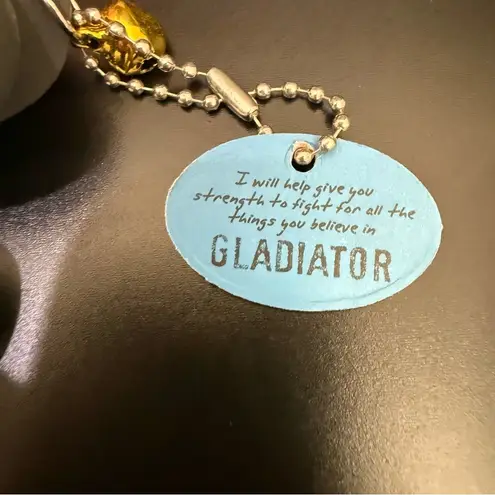 I will help give you
strength to fight for all the
things you believe in
GLADIATOR